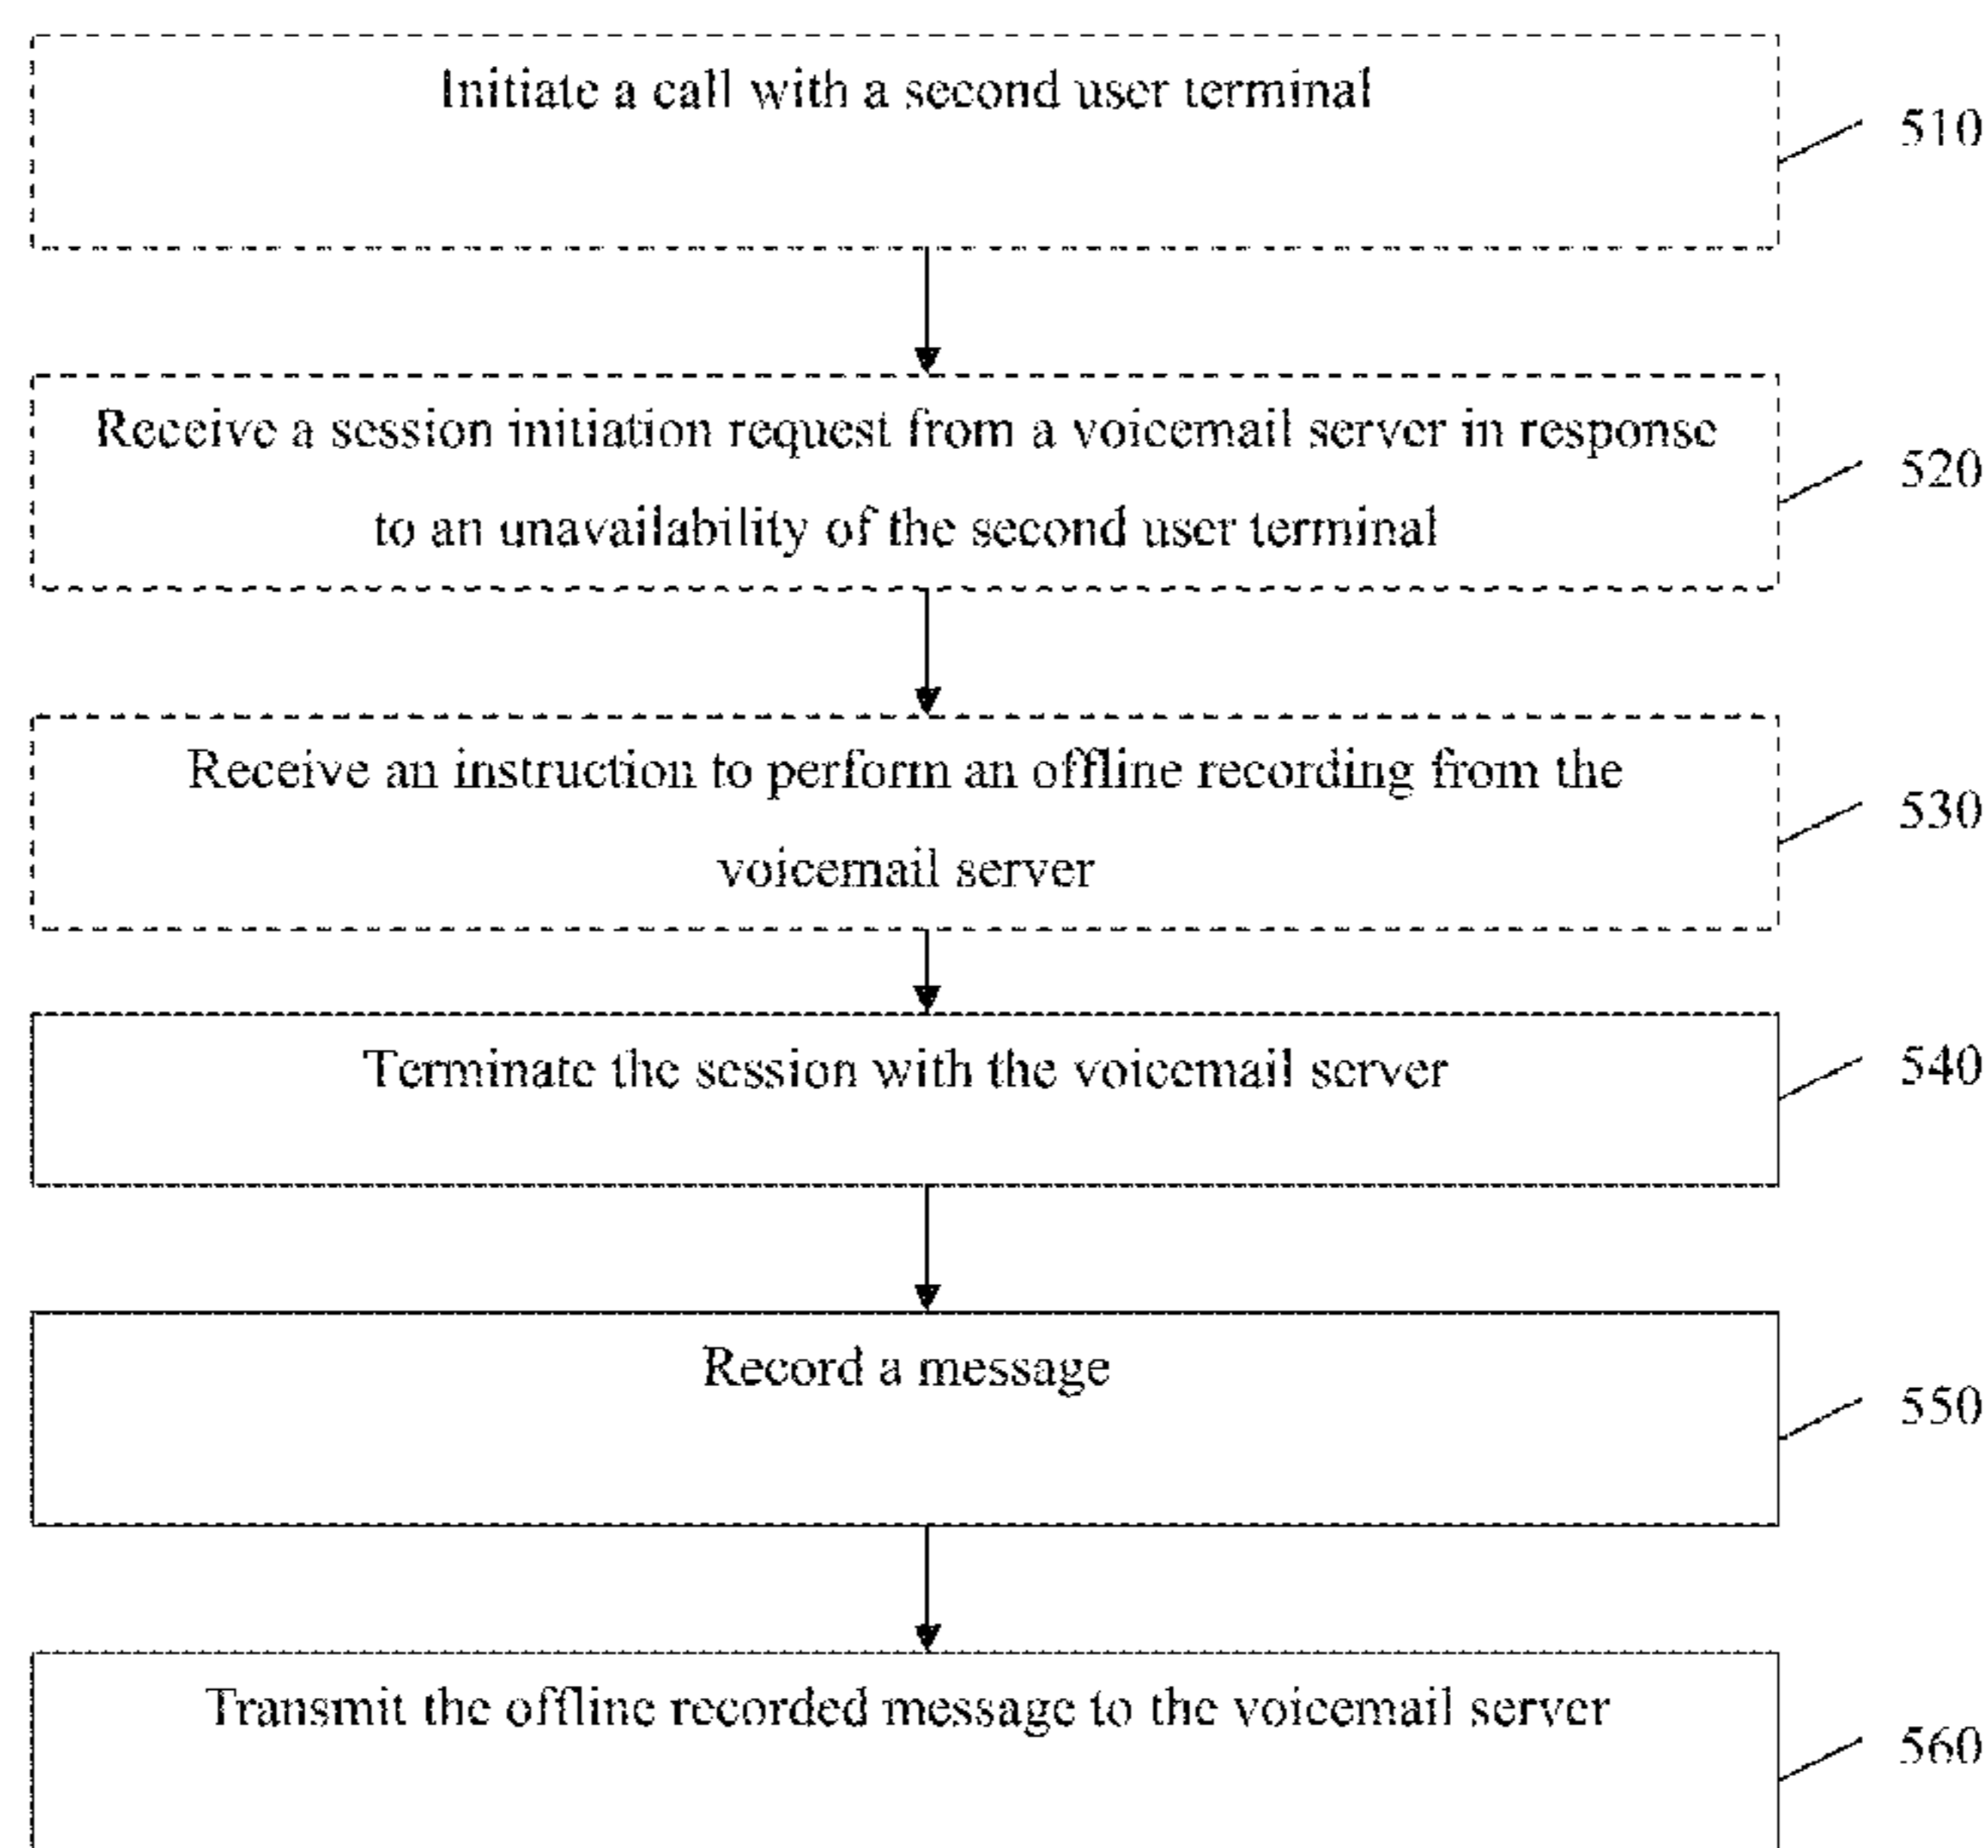 Initiate a call with a second user terminal
510
Receive a session initiation request from a voicemail server in response
to an unavailability of the second user terminal
520
Receive an instruction to perform an offline recording from the
voicemail server
530
Terminate the session with the voicemail server
540
Record a message
550
Transmit the offline recorded message to the voicemail server
560